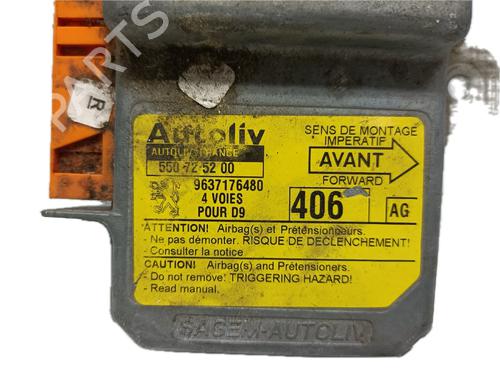 PARTS
R
Autoliv
AUTOLIV FRANCE
550 72 52 00
9637176480
4 VOIES
POUR D9
SENS DE MONTAGE
IMPERATIF
AVANT
FORWARD
406
AG
ATTENTION! Airbag(s) et Prétensionneurs.
- Ne pas démonter. RISQUE DE DECLENCHEMENT!
- Consulter la notice
CAUTION! Airbag(s) and Pretensioners.
- Do not remove! TRIGGERING HAZARD!
- Read manual.
SAGEM-AUTOLIV